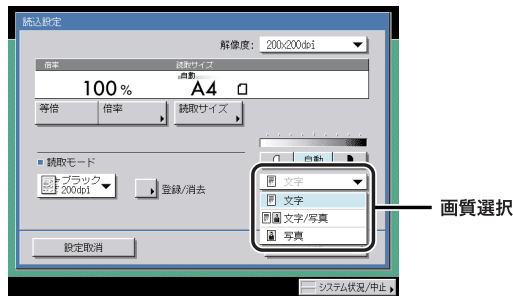 読込設定
解像度: 200x200dpi
倍率
読取サイズ
自動
100 % A4
等倍
倍率
読取サイズ
読取モード
ブラック
200dpi
登録/消去
自動
文字
文字
文字/写真
写真
画質選択
設定取消
システム状況/中止